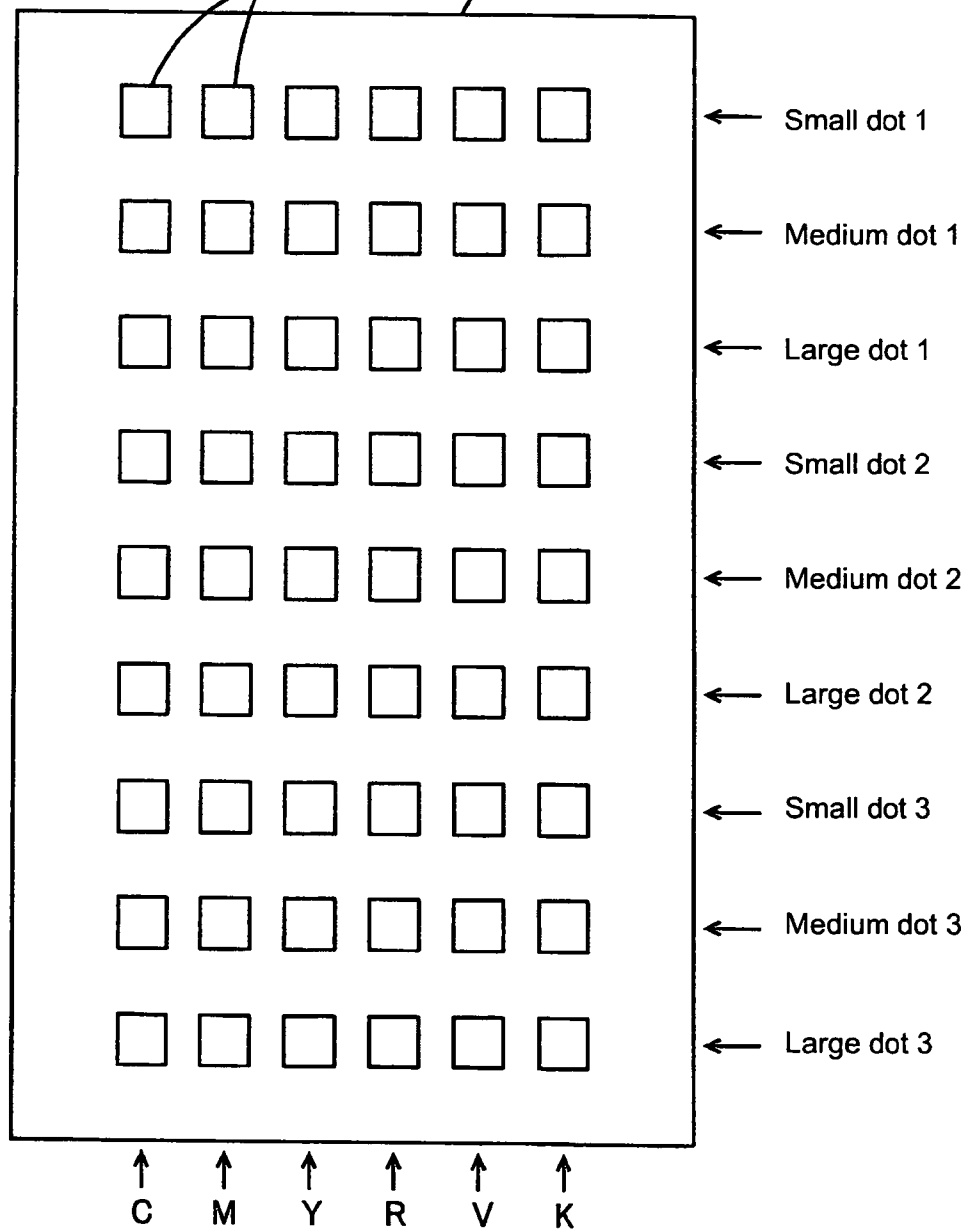 Small dot 1
Medium dot 1
Large dot 1
Small dot 2
Medium dot 2
Large dot 2
Small dot 3
Medium dot 3
Large dot 3
C M Y R V K